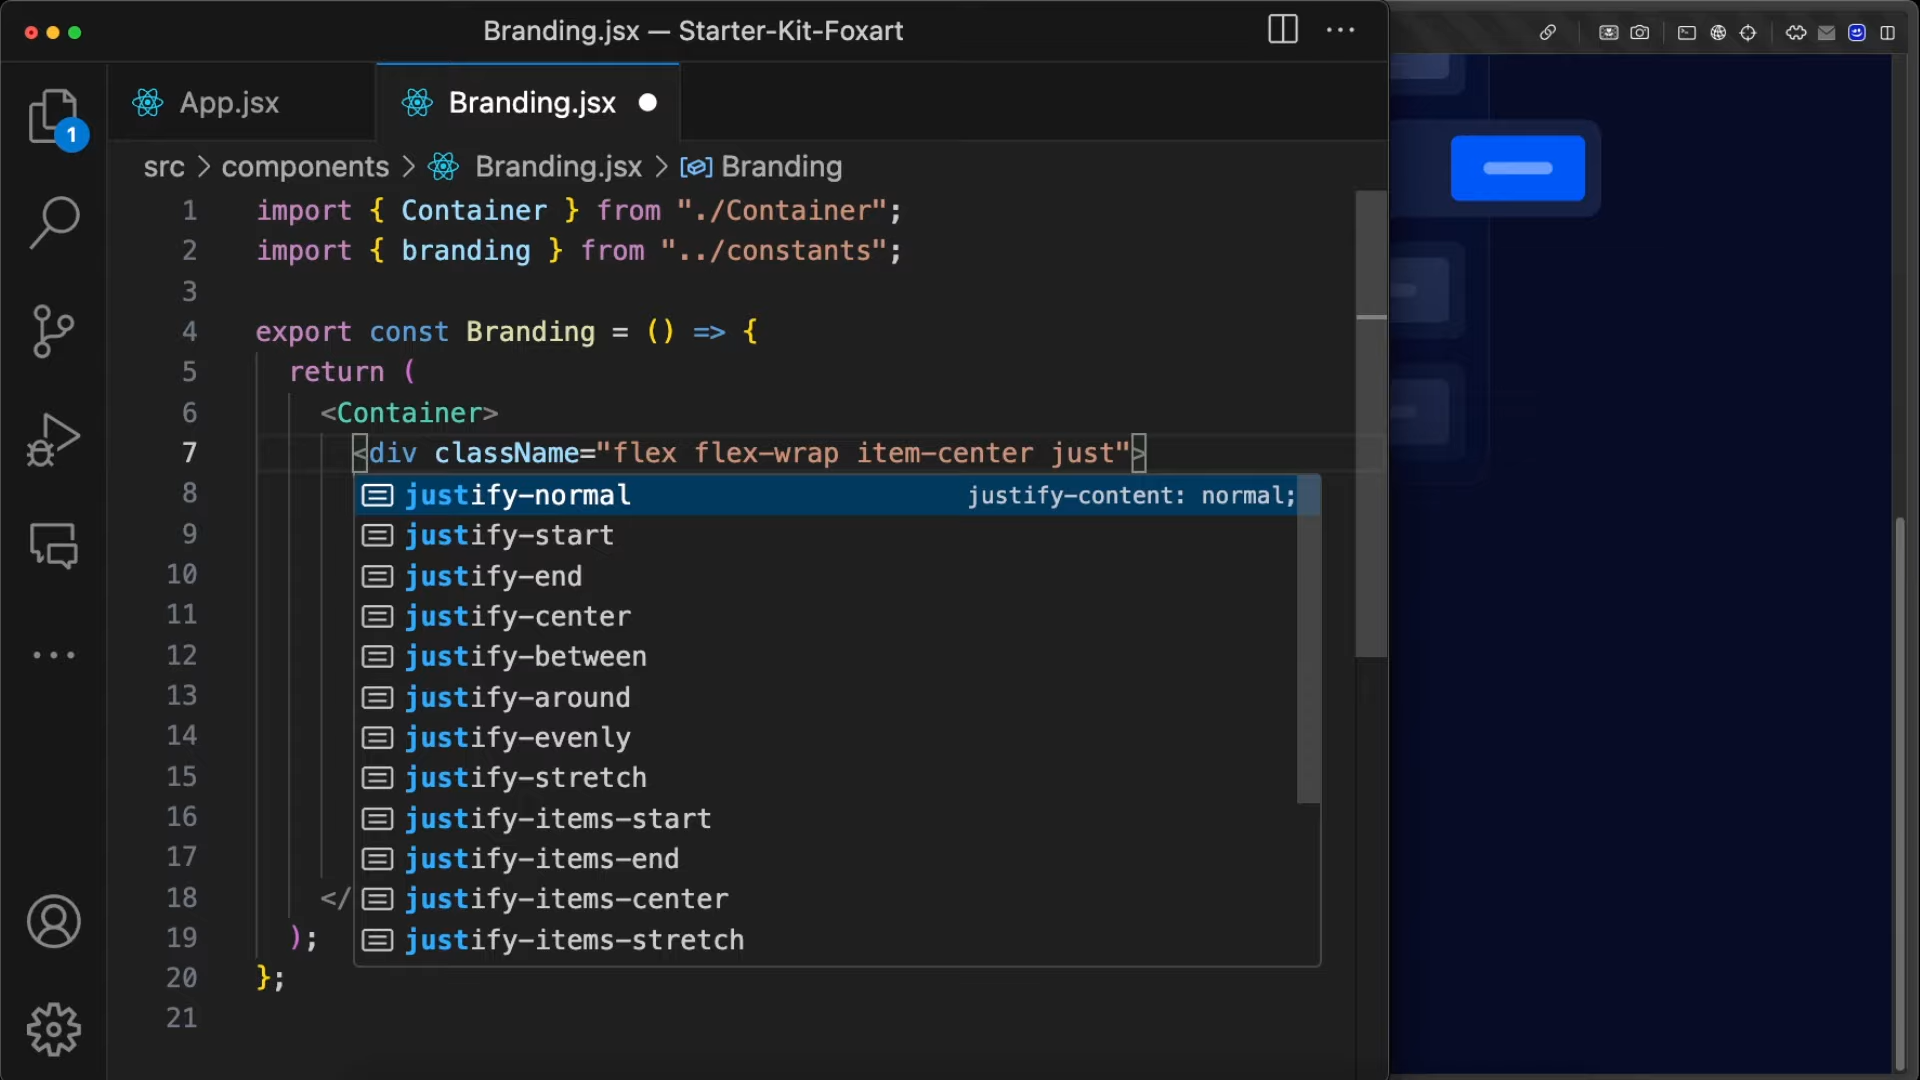 Branding.jsx — Starter-Kit-Foxart
App.jsx
Branding.jsx
1
src > components > Branding.jsx > Branding
1 import { Container } from "./Container";
2 import { branding } from "../constants";
3
4 export const Branding = () => {
5 return (
6 <Container>
7 <div className="flex flex-wrap item-center just">
8 justify-normal justify-content: normal;
9 justify-start
10 justify-end
11 justify-center
12 justify-between
13 justify-around
14 justify-evenly
15 justify-stretch
16 justify-items-start
17 justify-items-end
18 </ justify-items-center
19 ); justify-items-stretch
20 };
21